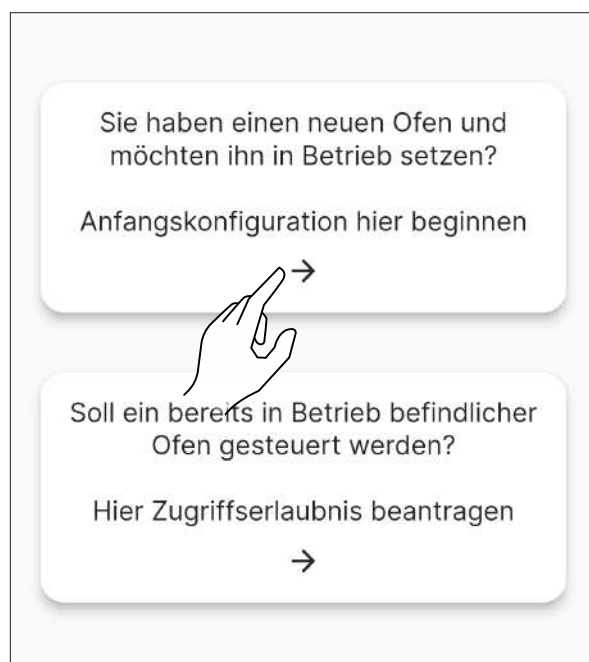 Sie haben einen neuen Ofen und
möchten ihn in Betrieb setzen?
Anfangskonfiguration hier beginnen
Soll ein bereits in Betrieb befindlicher
Ofen gesteuert werden?
Hier Zugriffserlaubnis beantragen